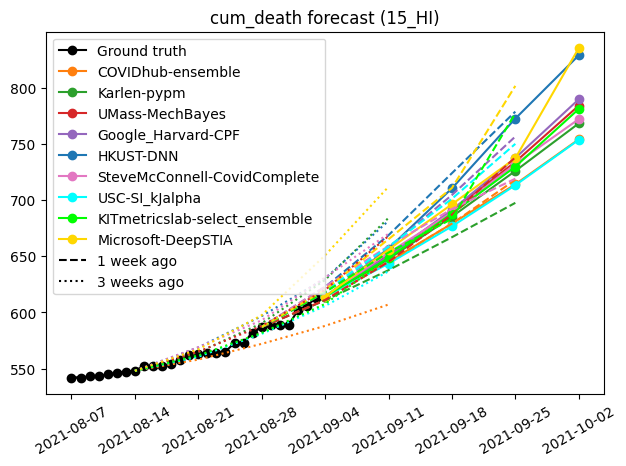 cum_death forecast (15_HI)
Ground truth
COVIDhub-ensemble
Karlen-pypm
UMass-MechBayes
Google_Harvard-CPF
HKUST-DNN
SteveMcConnell-CovidComplete
USC-SI_kJalpha
KITmetricslab-select_ensemble
Microsoft-DeepSTIA
1 week ago
3 weeks ago
800
750
700
650
600
550
2021-08-07
2021-08-14
2021-08-21
2021-08-28
2021-09-04
2021-09-11
2021-09-18
2021-09-25
2021-10-02